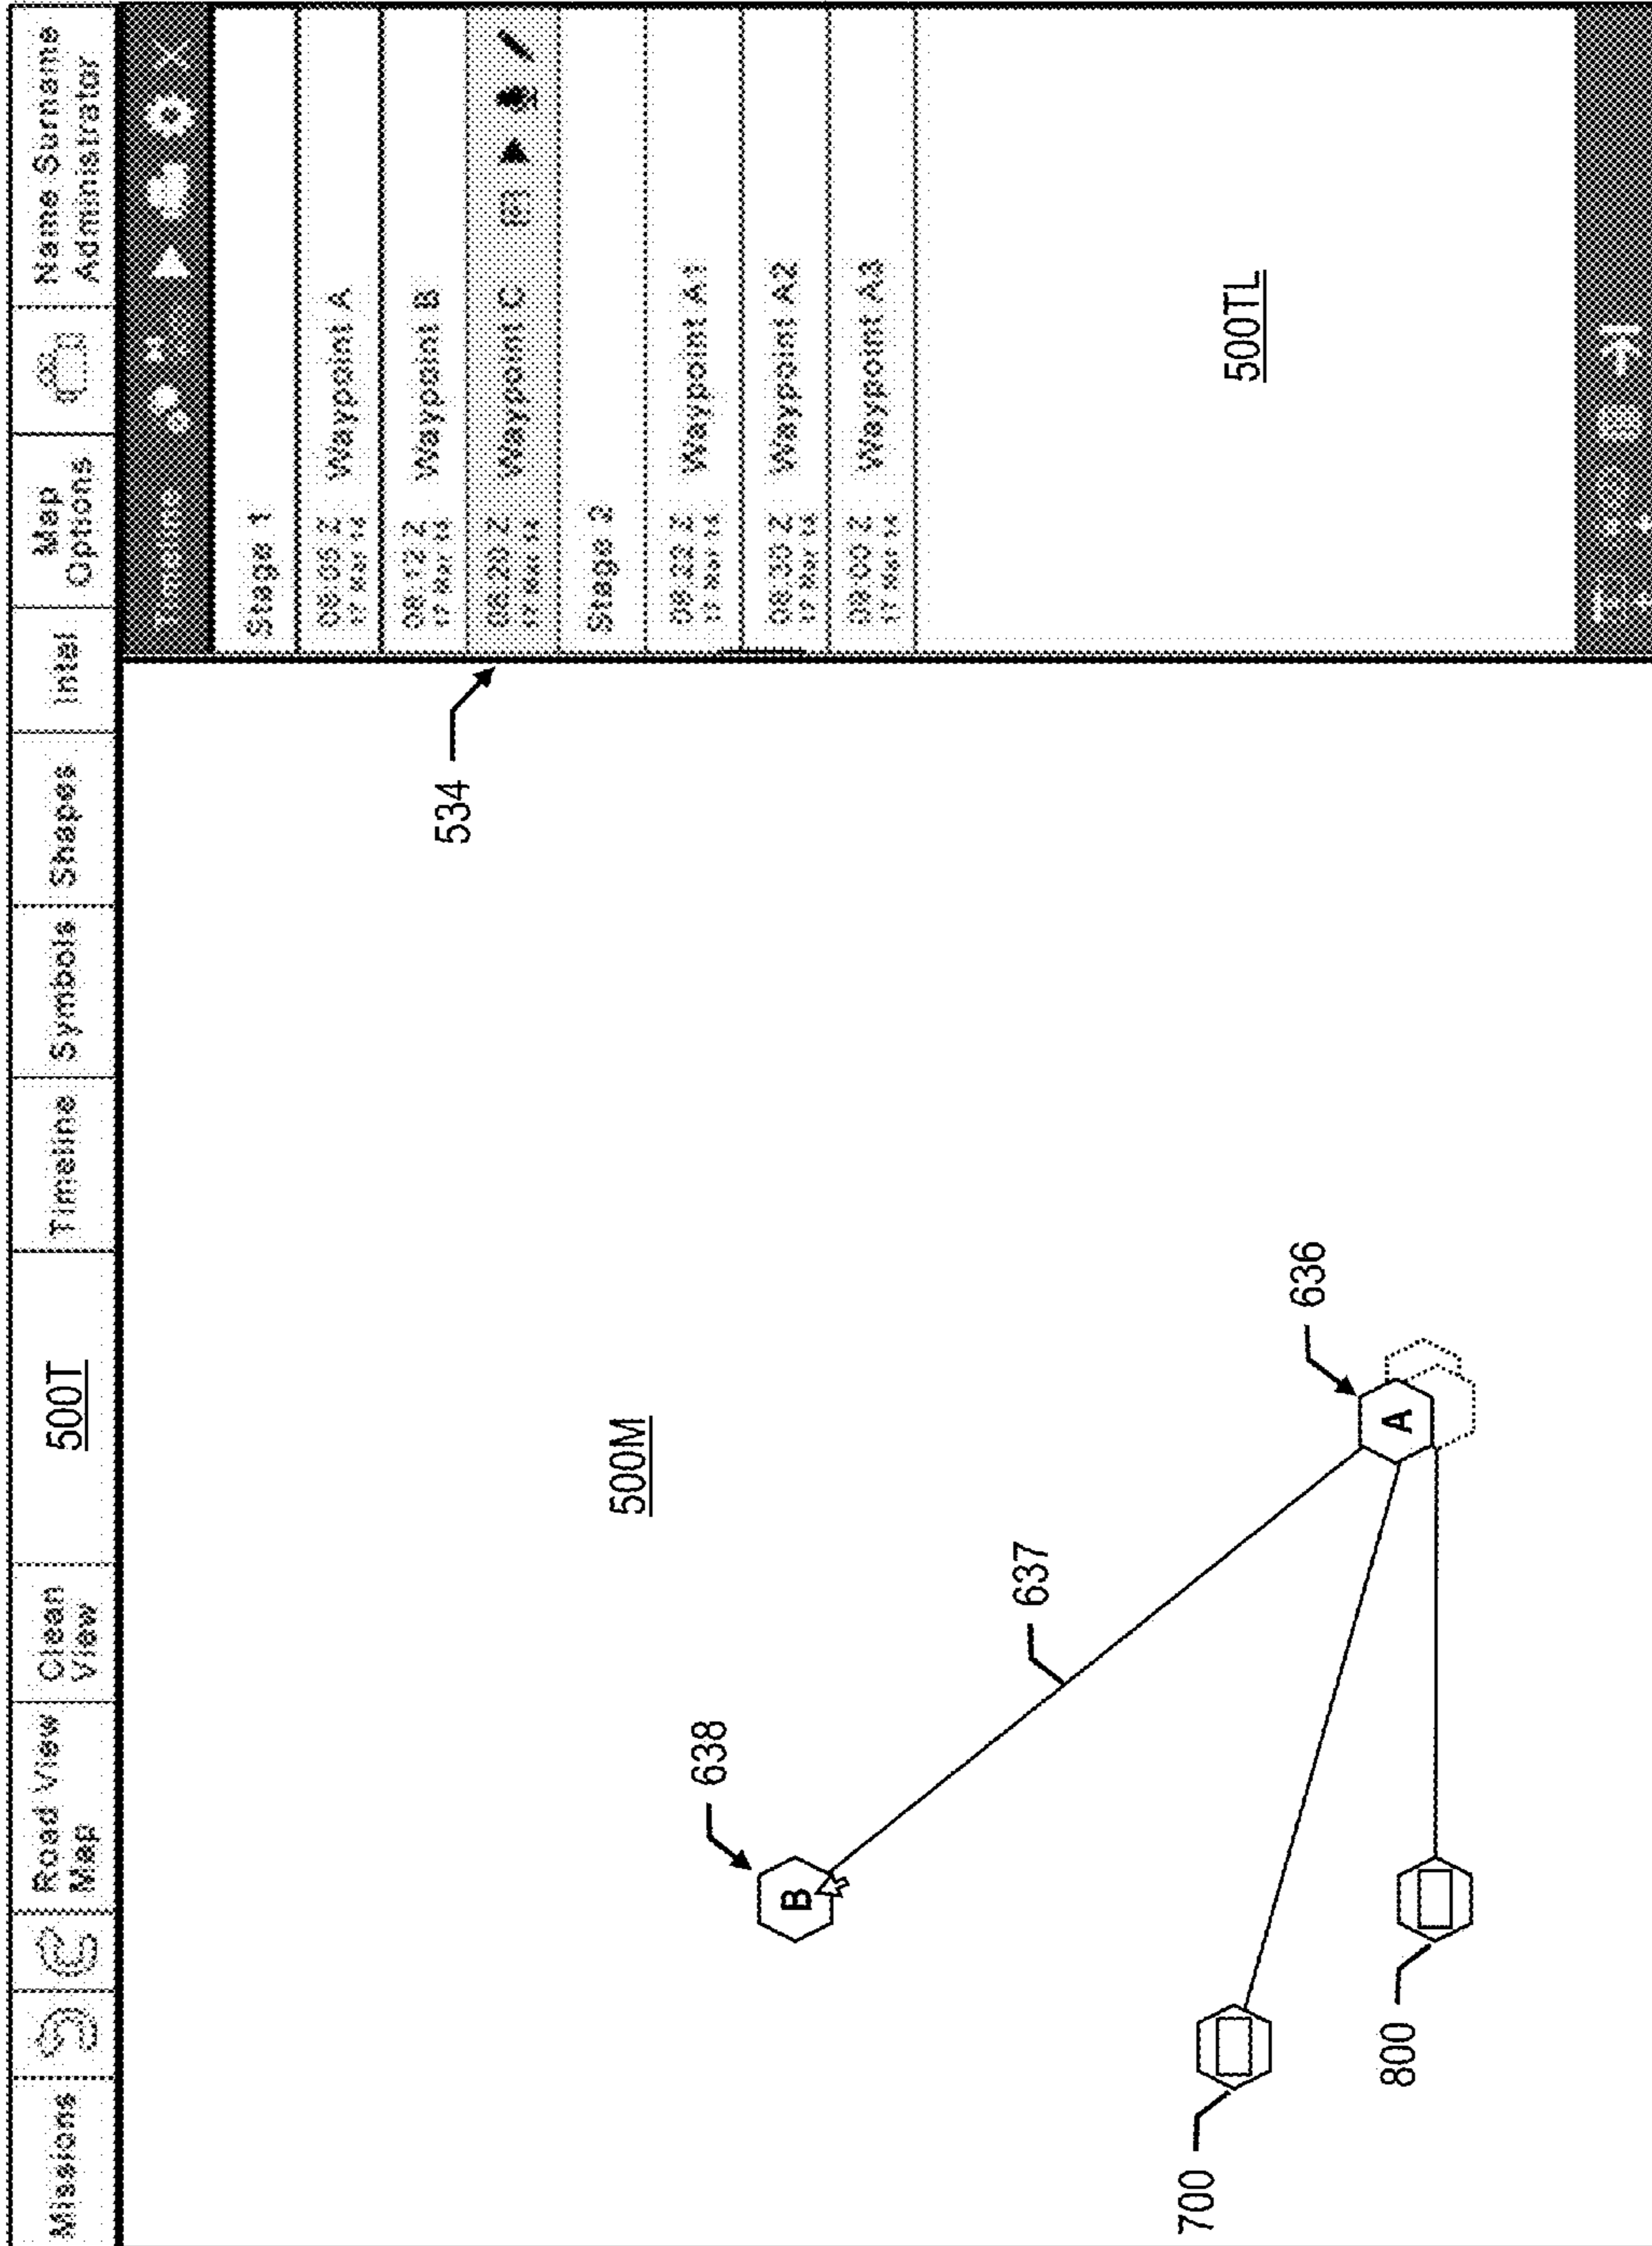 Missions
Road View
Map
Clean
View
500T
Timeline
Symbols
Shapes
Intel
Map
Options
Name Surname
Administrator
Timeline
Stage 1
Waypoint A
Waypoint B
Waypoint C
Stage 2
Waypoint A1
Waypoint A2
Waypoint A3
500TL
534
500M
638
B
637
636
A
700
800